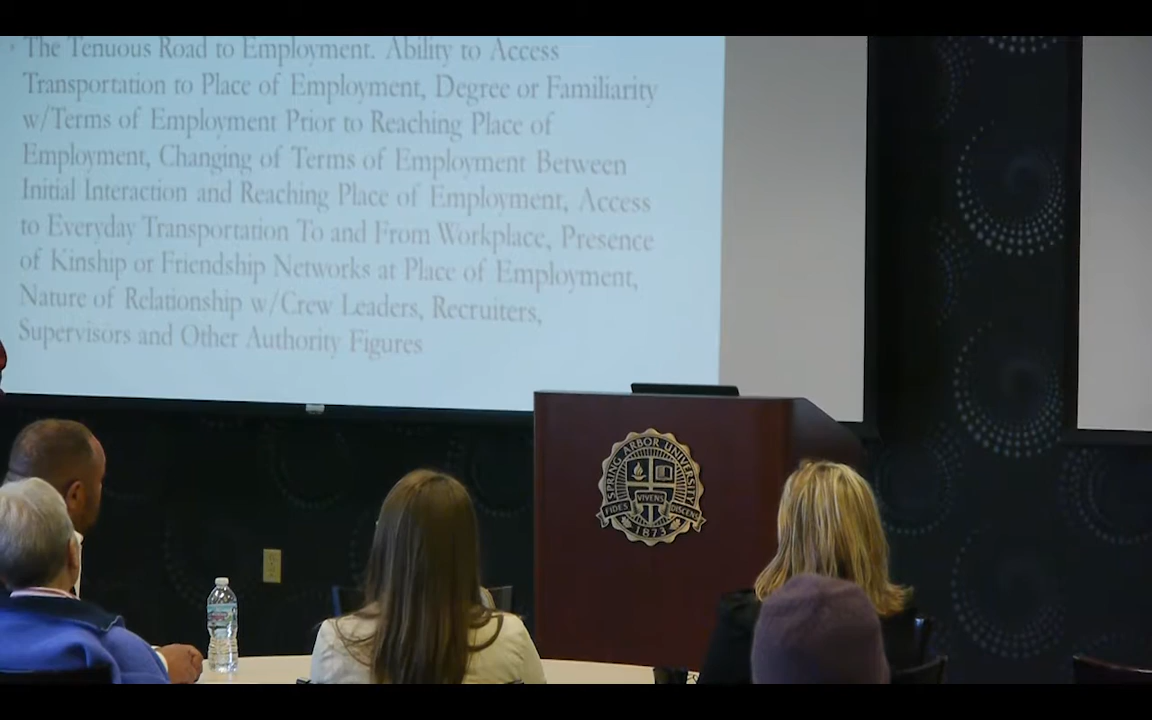 The Tenuous Road to Employment. Ability to Access
Transportation to Place of Employment, Degree or Familiarity
w/Terms of Employment Prior to Reaching Place of
Employment, Changing of Terms of Employment Between
Initial Interaction and Reaching Place of Employment, Access
to Everyday Transportation To and From Workplace, Presence
of Kinship or Friendship Networks at Place of Employment,
Nature of Relationship w/Crew Leaders, Recruiters,
Supervisors and Other Authority Figures
SPRING ARBOR UNIVERSITY
VIVENS
FIDES DISCENS
1873